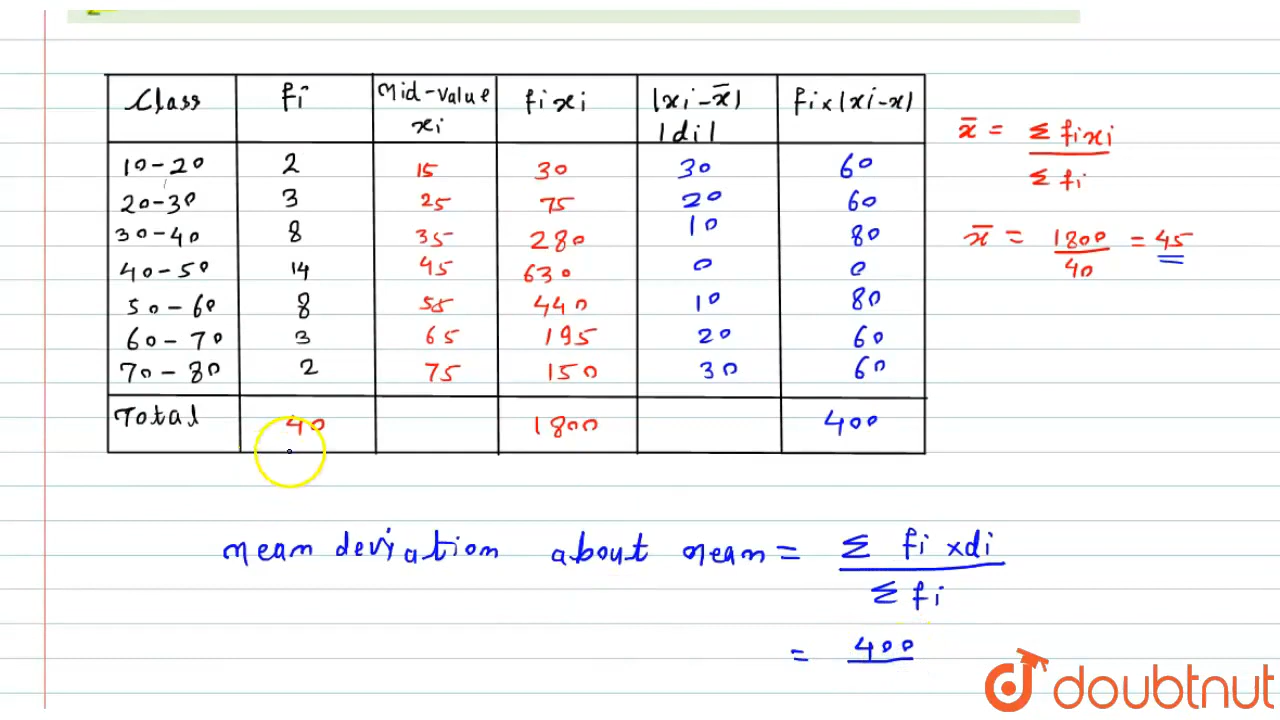 Class fi Mid-value xi fixi |xi-x̄| |di| fi×|xi-x|
10-20 2 15 30 30 60
20-30 3 25 75 20 60
30-40 8 35 280 10 80
40-50 14 45 630 0 0
50-60 8 55 440 10 80
60-70 3 65 195 20 60
70-80 2 75 150 30 60
Total 40 1800 400
x̄ = Σfixi / Σfi
x̄ = 1800 / 40 = 45
mean deviation about mean = Σ fi×di / Σ fi
= 400
doubtnut